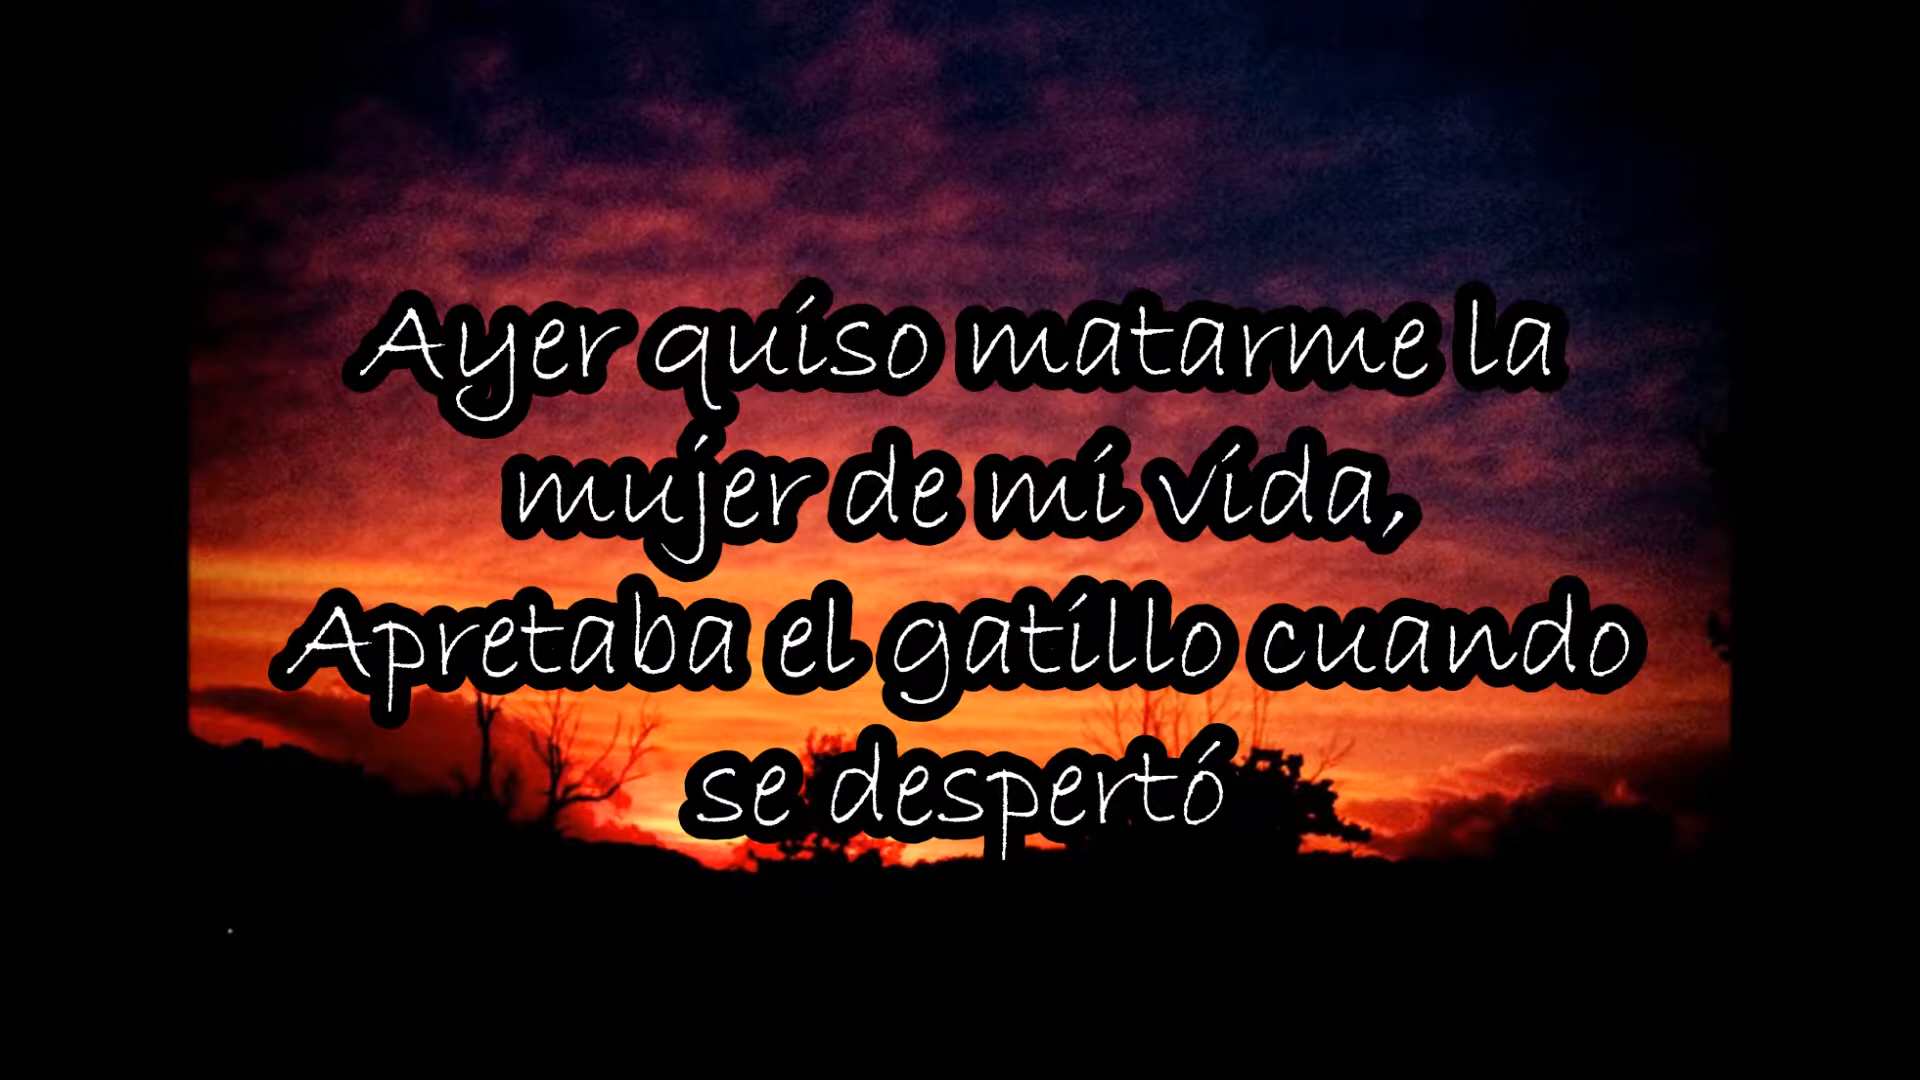 Ayer quiso matarme la
mujer de mi vida,
Apretaba el gatillo cuando
se despertó